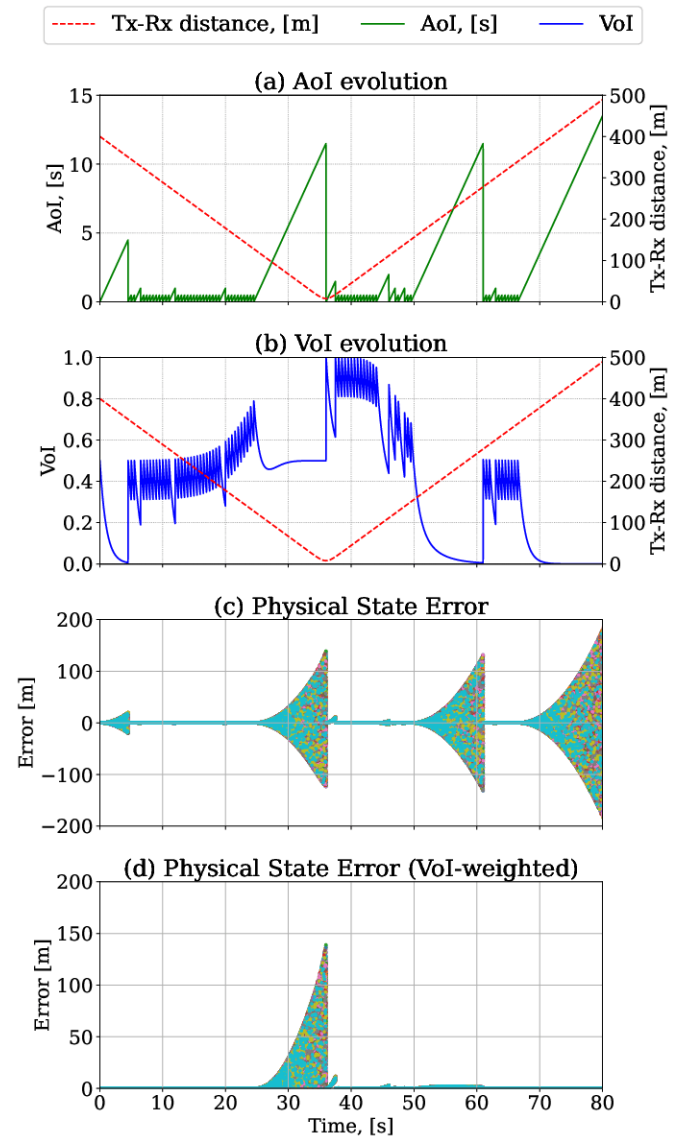 Tx-Rx distance, [m] AoI, [s] VoI
(a) AoI evolution
15
10
5
0
AoI, [s]
500
400
300
200
100
0
Tx-Rx distance, [m]
(b) VoI evolution
1.0
0.8
0.6
0.4
0.2
0.0
VoI
500
400
300
200
100
0
Tx-Rx distance, [m]
(c) Physical State Error
200
100
0
−100
−200
Error [m]
(d) Physical State Error (VoI-weighted)
200
150
100
50
0
Error [m]
0 10 20 30 40 50 60 70 80
Time, [s]